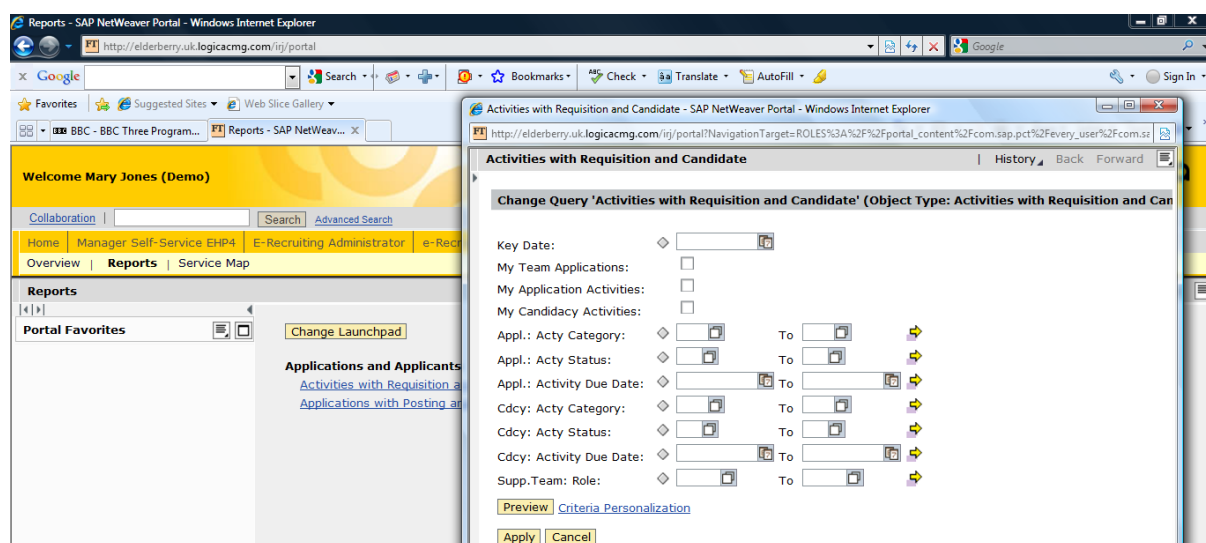 Reports - SAP NetWeaver Portal - Windows Internet Explorer
FT http://elderberry.uk.logicacmg.com/irj/portal
Google
x Google
Search
Bookmarks
Check
Translate
AutoFill
Sign In
Favorites
Suggested Sites
Web Slice Gallery
BBC - BBC Three Program...
FT Reports - SAP NetWeav... X
Welcome Mary Jones (Demo)
Collaboration |
Search
Advanced Search
Home
Manager Self-Service EHP4
E-Recruiting Administrator
e-Recr
Overview | Reports | Service Map
Reports
Portal Favorites
Change Launchpad
Applications and Applicants
Activities with Requisition a
Applications with Posting an
Activities with Requisition and Candidate - SAP NetWeaver Portal - Windows Internet Explorer
FT http://elderberry.uk.logicacmg.com/irj/portal?NavigationTarget=ROLES%3A%2F%2Fportal_content%2Fcom.sap.pct%2Fevery_user%2Fcom.sa
Activities with Requisition and Candidate
| History Back Forward
Change Query 'Activities with Requisition and Candidate' (Object Type: Activities with Requisition and Can
Key Date:
My Team Applications:
My Application Activities:
My Candidacy Activities:
Appl.: Acty Category: To
Appl.: Acty Status: To
Appl.: Activity Due Date: To
Cdcy: Acty Category: To
Cdcy: Acty Status: To
Cdcy: Activity Due Date: To
Supp.Team: Role: To
Preview Criteria Personalization
Apply Cancel